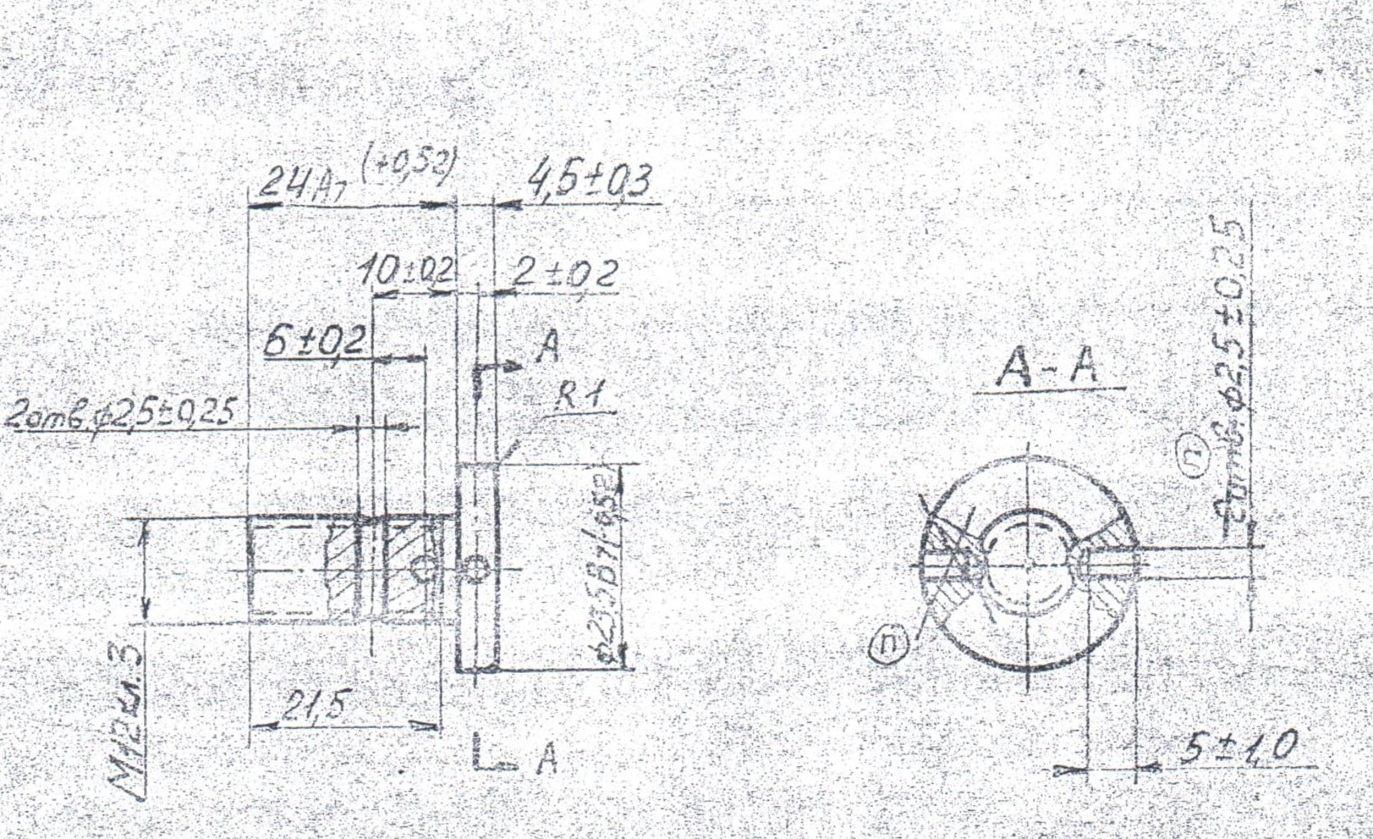 24A₇ (+0,52)
4,5±0,3
10±0,2
2±0,2
6±0,2
A
R1
2отв.ϕ2,5±0,25
A-A
2отв.ϕ2,5±0,25
п
п
ϕ23,5В₇(-0,52)
М12кл.3
21,5
A
5±1,0